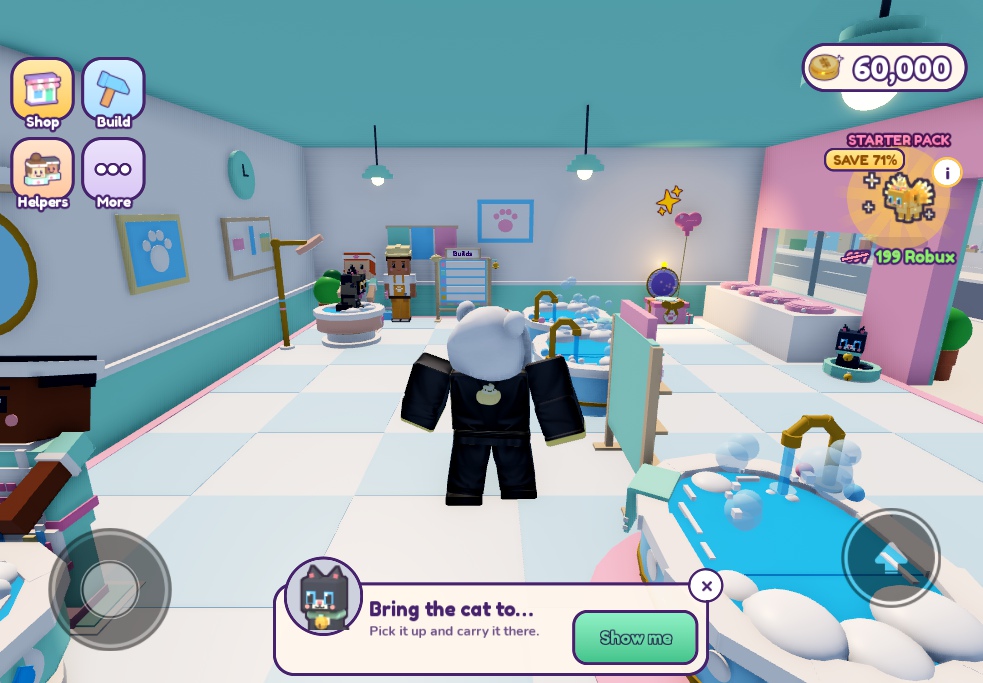 Shop
Build
Helpers
More
60,000
STARTER PACK
SAVE 71%
i
199 Robux
Builds
Bring the cat to...
Pick it up and carry it there.
Show me